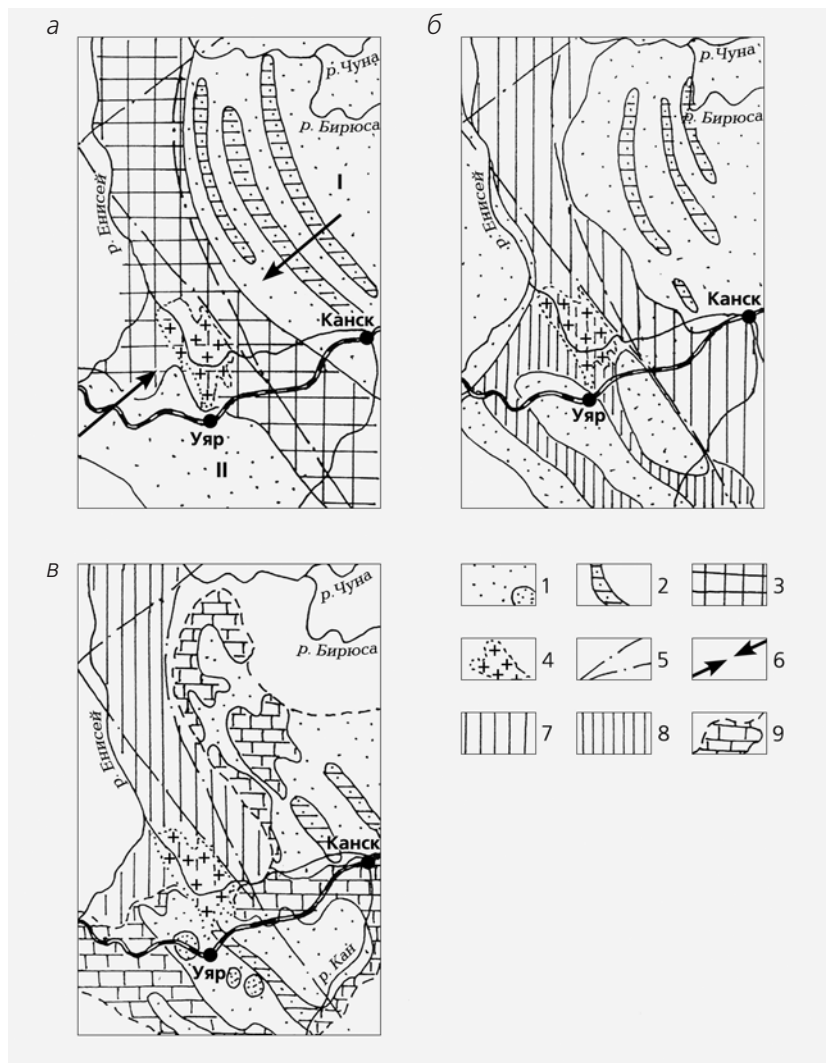 а
р. Чуна
р. Бирюса
р. Енисей
I
Канск
Уяр
II
б
р. Чуна
р. Бирюса
р. Енисей
Канск
Уяр
в
р. Чуна
р. Бирюса
р. Енисей
Канск
Уяр
р. Кан
1
2
3
4
5
6
7
8
9